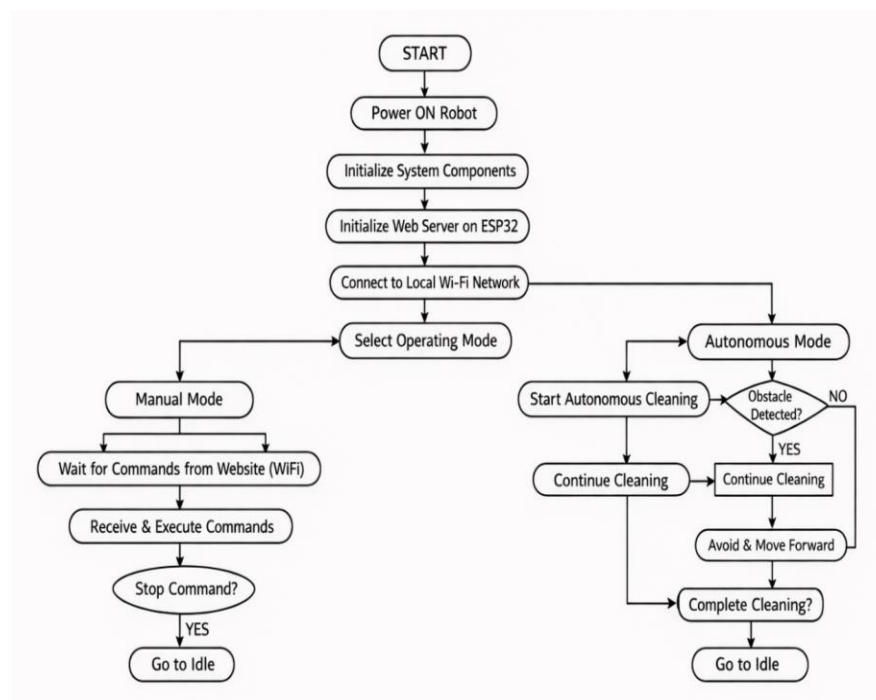 START
Power ON Robot
Initialize System Components
Initialize Web Server on ESP32
Connect to Local Wi-Fi Network
Select Operating Mode
Manual Mode
Wait for Commands from Website (WiFi)
Receive & Execute Commands
Stop Command?
YES
Go to Idle
Autonomous Mode
Start Autonomous Cleaning
Obstacle
Detected?
NO
YES
Continue Cleaning
Continue Cleaning
Avoid & Move Forward
Complete Cleaning?
Go to Idle